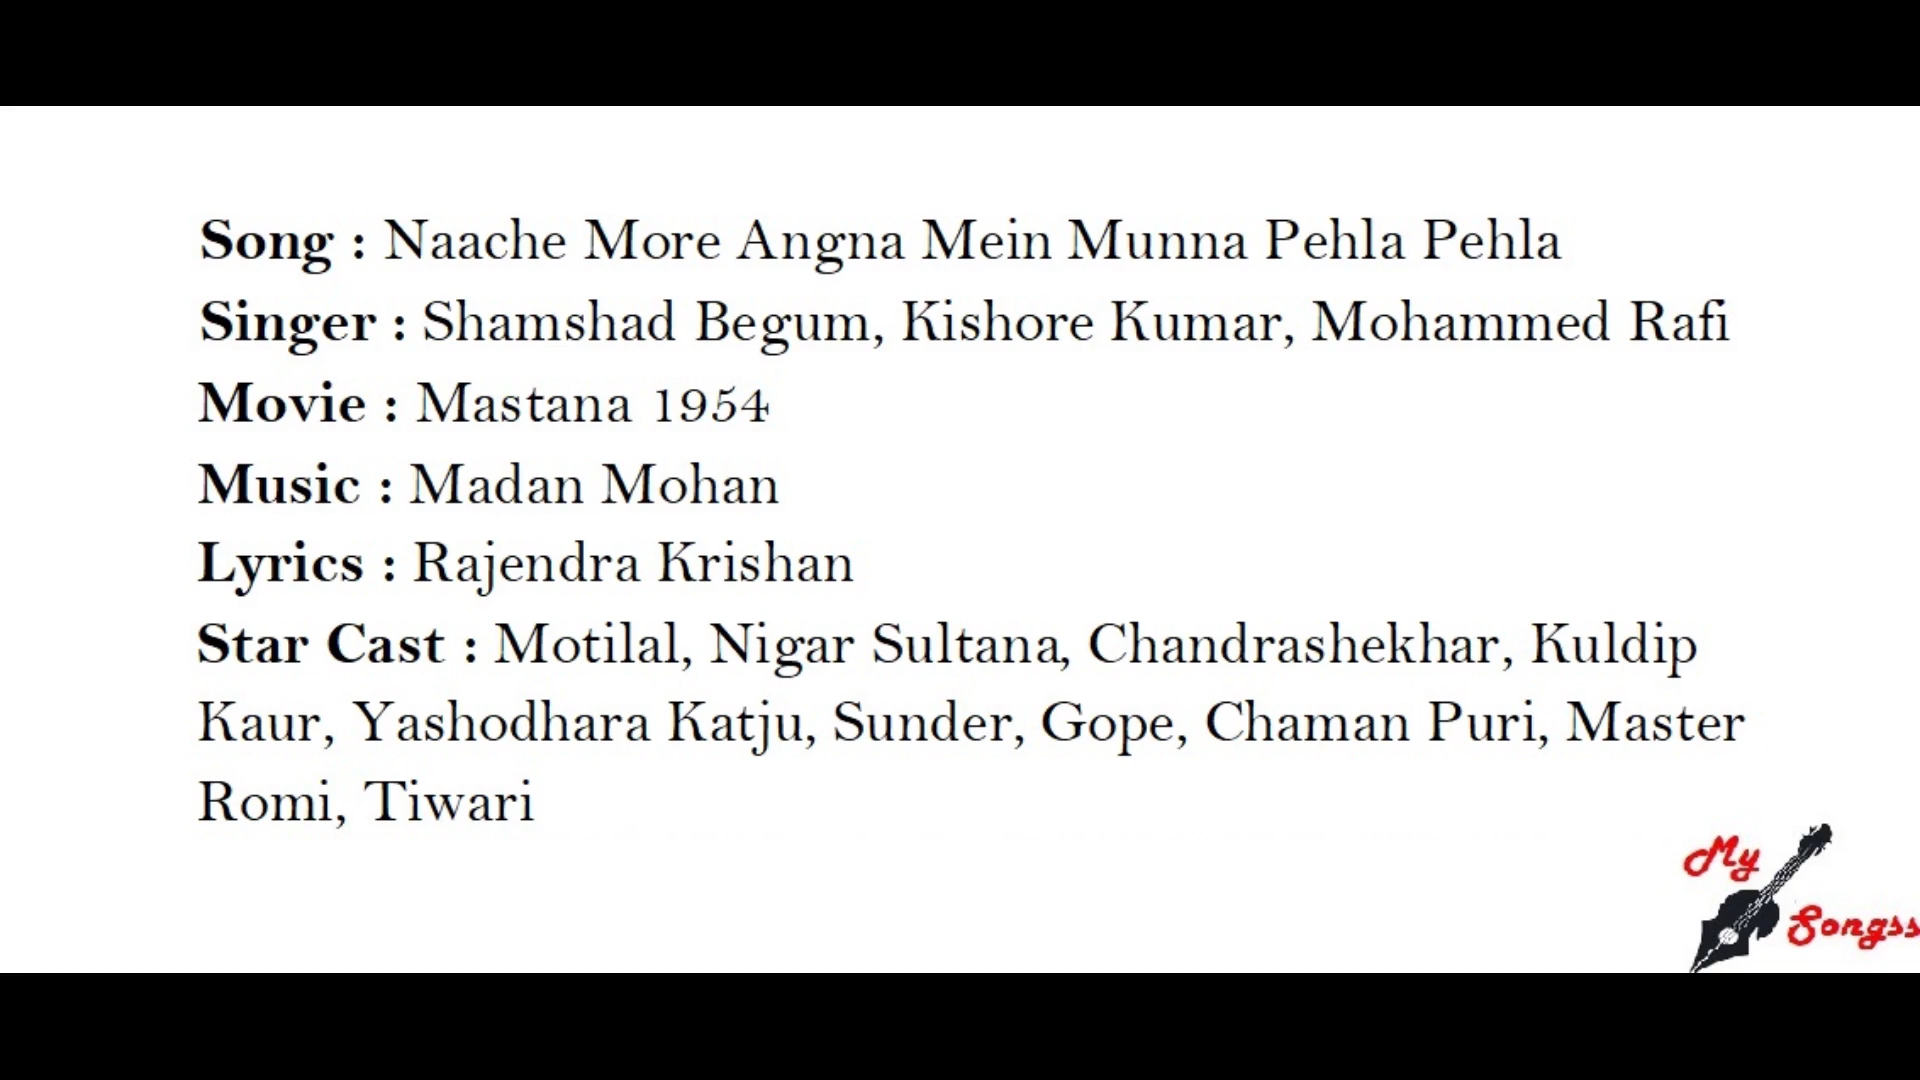 Song : Naache More Angna Mein Munna Pehla Pehla
Singer : Shamshad Begum, Kishore Kumar, Mohammed Rafi
Movie : Mastana 1954
Music : Madan Mohan
Lyrics : Rajendra Krishan
Star Cast : Motilal, Nigar Sultana, Chandrashekhar, Kuldip
Kaur, Yashodhara Katju, Sunder, Gope, Chaman Puri, Master
Romi, Tiwari
My
Songss